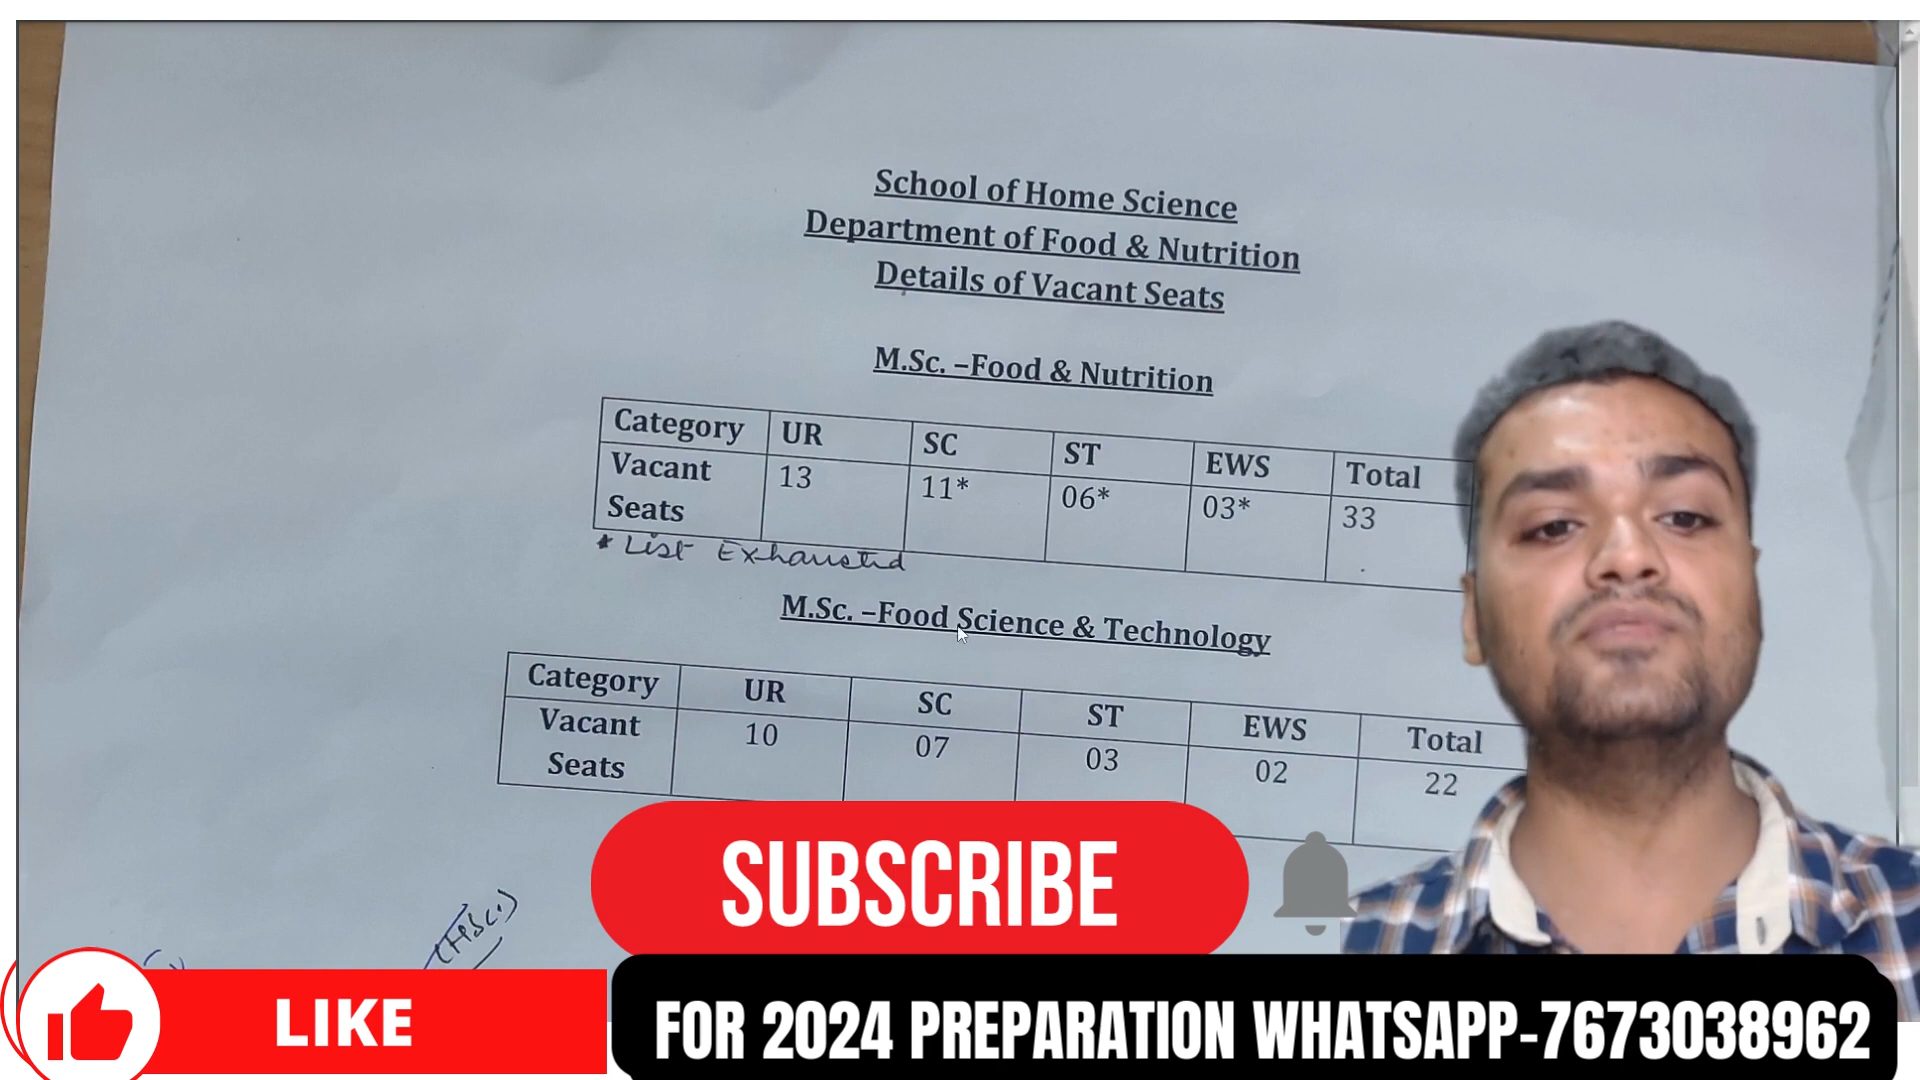 School of Home Science
Department of Food & Nutrition
Details of Vacant Seats
M.Sc. –Food & Nutrition
Category UR SC ST EWS Total
Vacant Seats 13 11* 06* 03* 33
* List Exhausted
M.Sc. –Food Science & Technology
Category UR SC ST EWS Total
Vacant Seats 10 07 03 02 22
SUBSCRIBE
LIKE
FOR 2024 PREPARATION WHATSAPP-7673038962